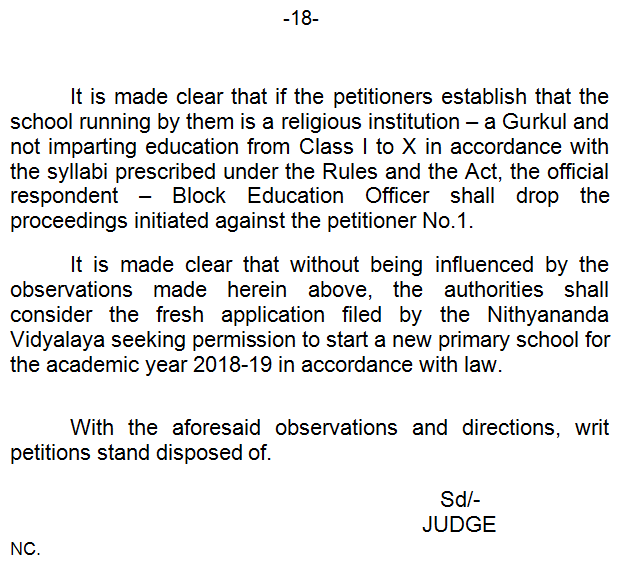 -18-
It is made clear that if the petitioners establish that the
school running by them is a religious institution – a Gurkul and
not imparting education from Class I to X in accordance with
the syllabi prescribed under the Rules and the Act, the official
respondent – Block Education Officer shall drop the
proceedings initiated against the petitioner No.1.
It is made clear that without being influenced by the
observations made herein above, the authorities shall
consider the fresh application filed by the Nithyananda
Vidyalaya seeking permission to start a new primary school for
the academic year 2018-19 in accordance with law.
With the aforesaid observations and directions, writ
petitions stand disposed of.
Sd/-
JUDGE
NC.